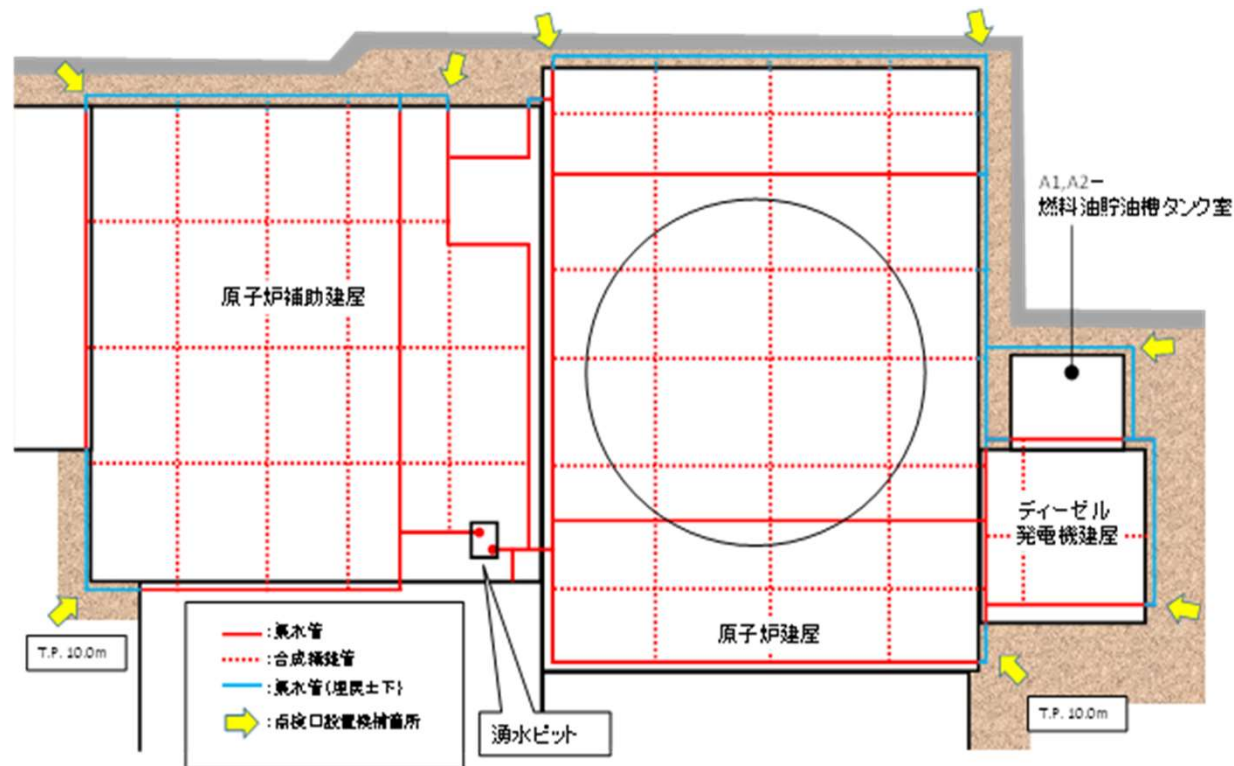 A1,A2-
燃料油貯油槽タンク室
原子炉補助建屋
ディーゼル
発電機建屋
原子炉建屋
T.P. 10.0m
:集水管
:合成繊維管
:集水管(埋戻土下)
:点検口設置候補箇所
湧水ピット
T.P. 10.0m